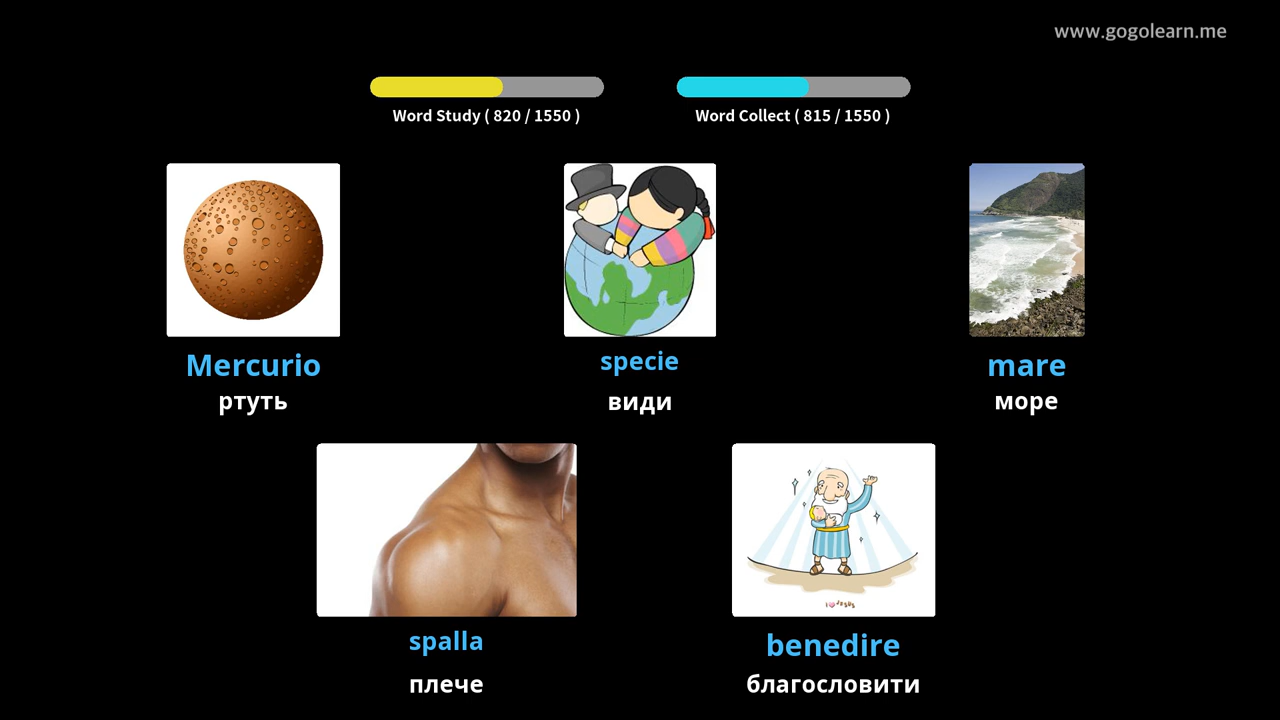 www.gogolearn.me
Word Study ( 820 / 1550 )
Word Collect ( 815 / 1550 )
Mercurio
ртуть
specie
види
mare
море
spalla
плече
benedire
благословити
I ❤ JESUS